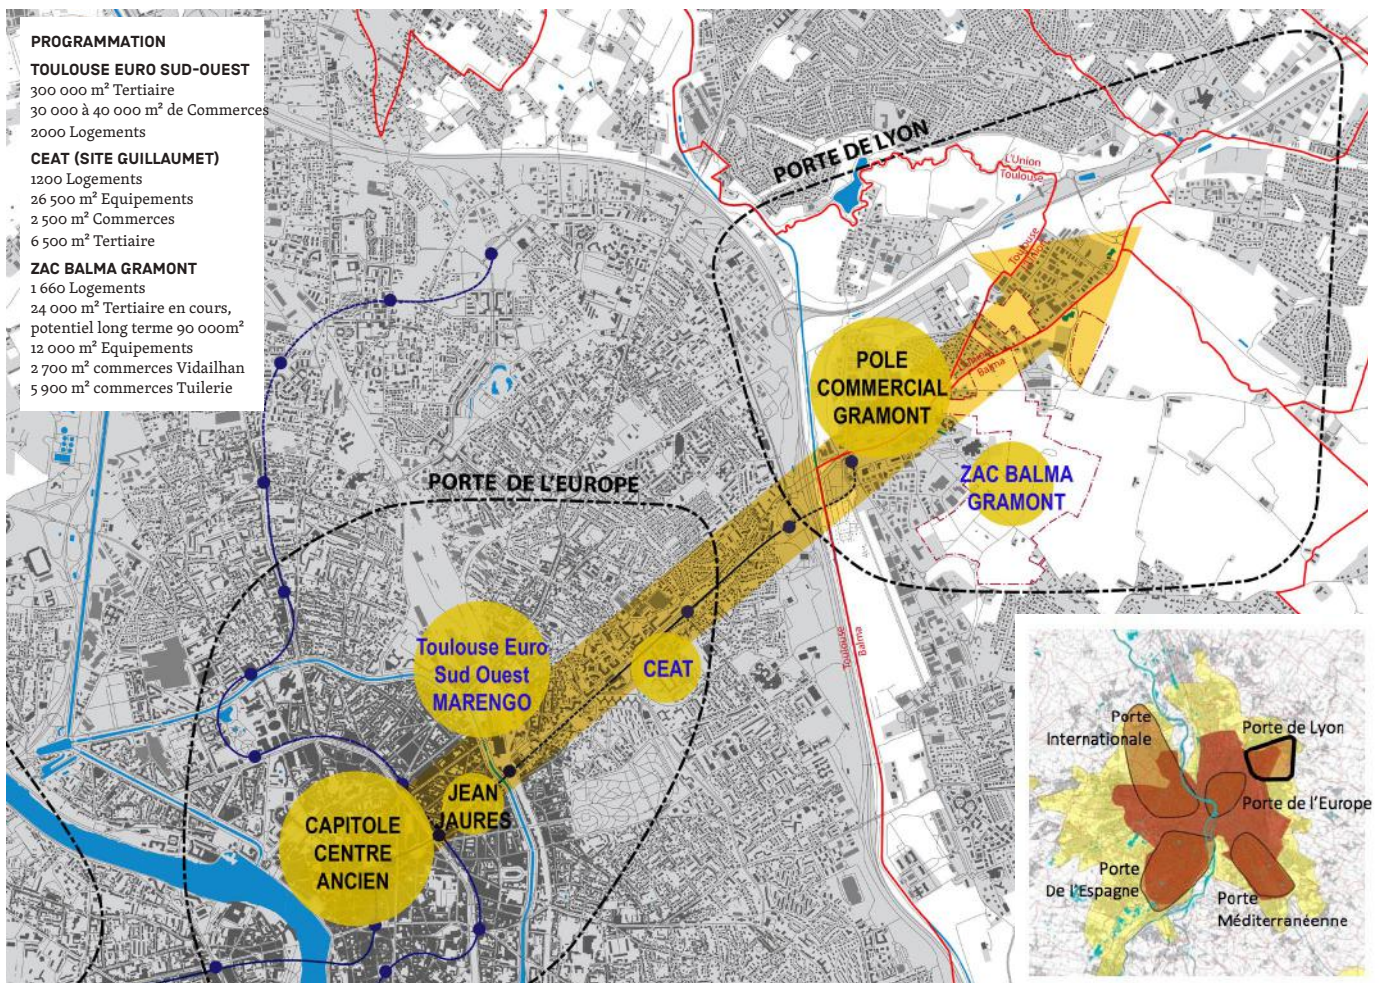 PROGRAMMATION
TOULOUSE EURO SUD-OUEST
300 000 m² Tertiaire
30 000 à 40 000 m² de Commerces
2000 Logements
CEAT (SITE GUILLAUMET)
1200 Logements
26 500 m² Equipements
2 500 m² Commerces
6 500 m² Tertiaire
ZAC BALMA GRAMONT
1 660 Logements
24 000 m² Tertiaire en cours,
potentiel long terme 90 000m²
12 000 m² Equipements
2 700 m² commerces Vidailhan
5 900 m² commerces Tuilerie
PORTE DE LYON
L'Union
Toulouse
Toulouse
POLE
COMMERCIAL
GRAMONT
Balma
ZAC BALMA
GRAMONT
PORTE DE L'EUROPE
Toulouse Euro
Sud Ouest
MARENGO
CEAT
Toulouse
Balma
JEAN
JAURES
CAPITOLE
CENTRE
ANCIEN
Porte
Internationale
Porte de Lyon
Porte de l'Europe
Porte
De l'Espagne
Porte
Méditerranéenne